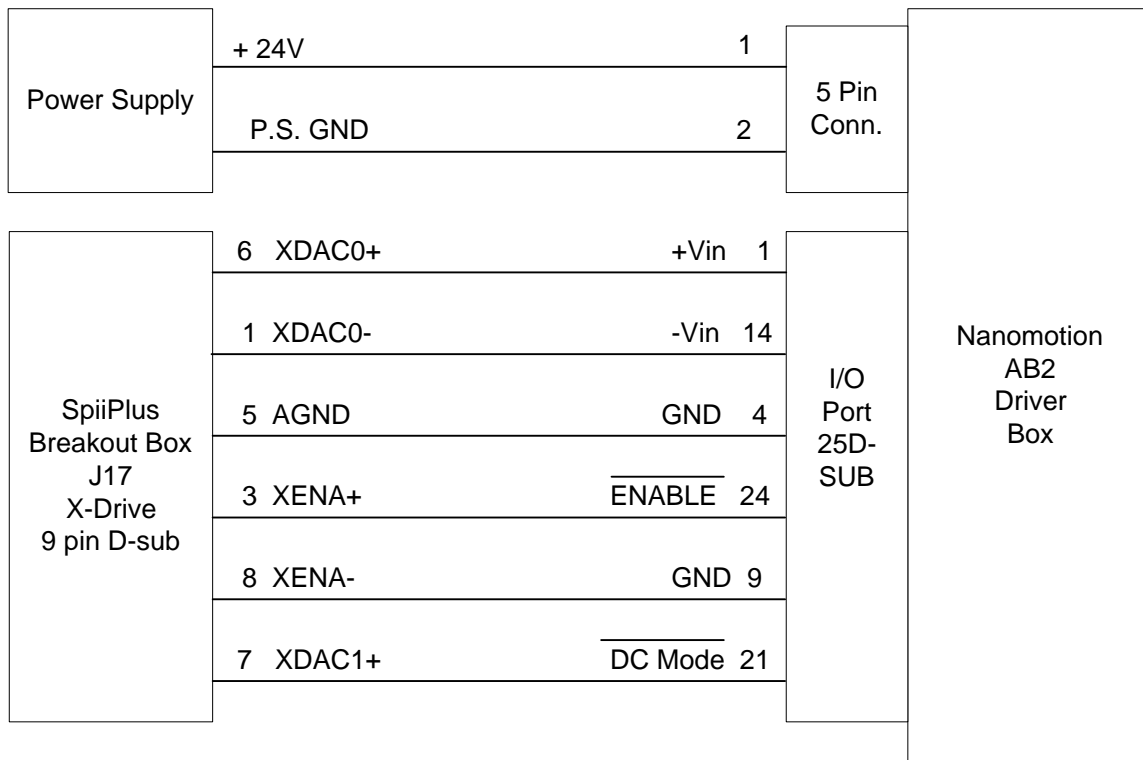 + 24V 1
Power Supply
P.S. GND 2
5 Pin
Conn.
6 XDAC0+ +Vin 1
1 XDAC0- -Vin 14
5 AGND GND 4
3 XENA+ ENABLE 24
8 XENA- GND 9
7 XDAC1+ DC Mode 21
SpiiPlus
Breakout Box
J17
X-Drive
9 pin D-sub
I/O
Port
25D-
SUB
Nanomotion
AB2
Driver
Box